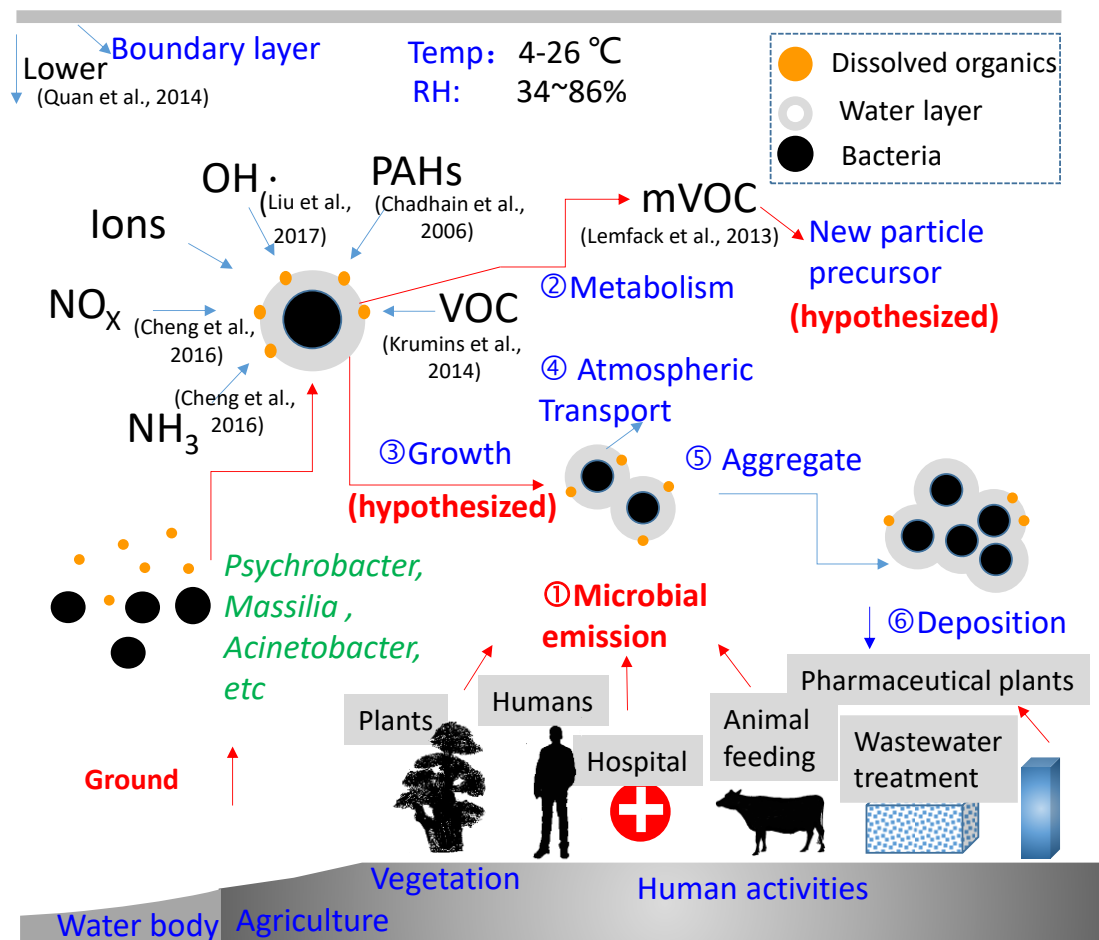 Boundary layer
Lower
(Quan et al., 2014)
Temp： 4-26 ℃
RH: 34~86%
Dissolved organics
Water layer
Bacteria
OH ·
(Liu et al.,
2017)
PAHs
(Chadhain et al.,
2006)
Ions
mVOC
(Lemfack et al., 2013)
New particle
precursor
(hypothesized)
②Metabolism
NOX
(Cheng et al.,
2016)
VOC
(Krumins et al.,
2014)
(Cheng et al.,
2016)
NH3
④ Atmospheric
Transport
③Growth
(hypothesized)
⑤ Aggregate
Psychrobacter,
Massilia ,
Acinetobacter,
etc
①Microbial
emission
⑥Deposition
Pharmaceutical plants
Plants
Humans
Hospital
Animal
feeding
Wastewater
treatment
Ground
Vegetation
Human activities
Water body
Agriculture